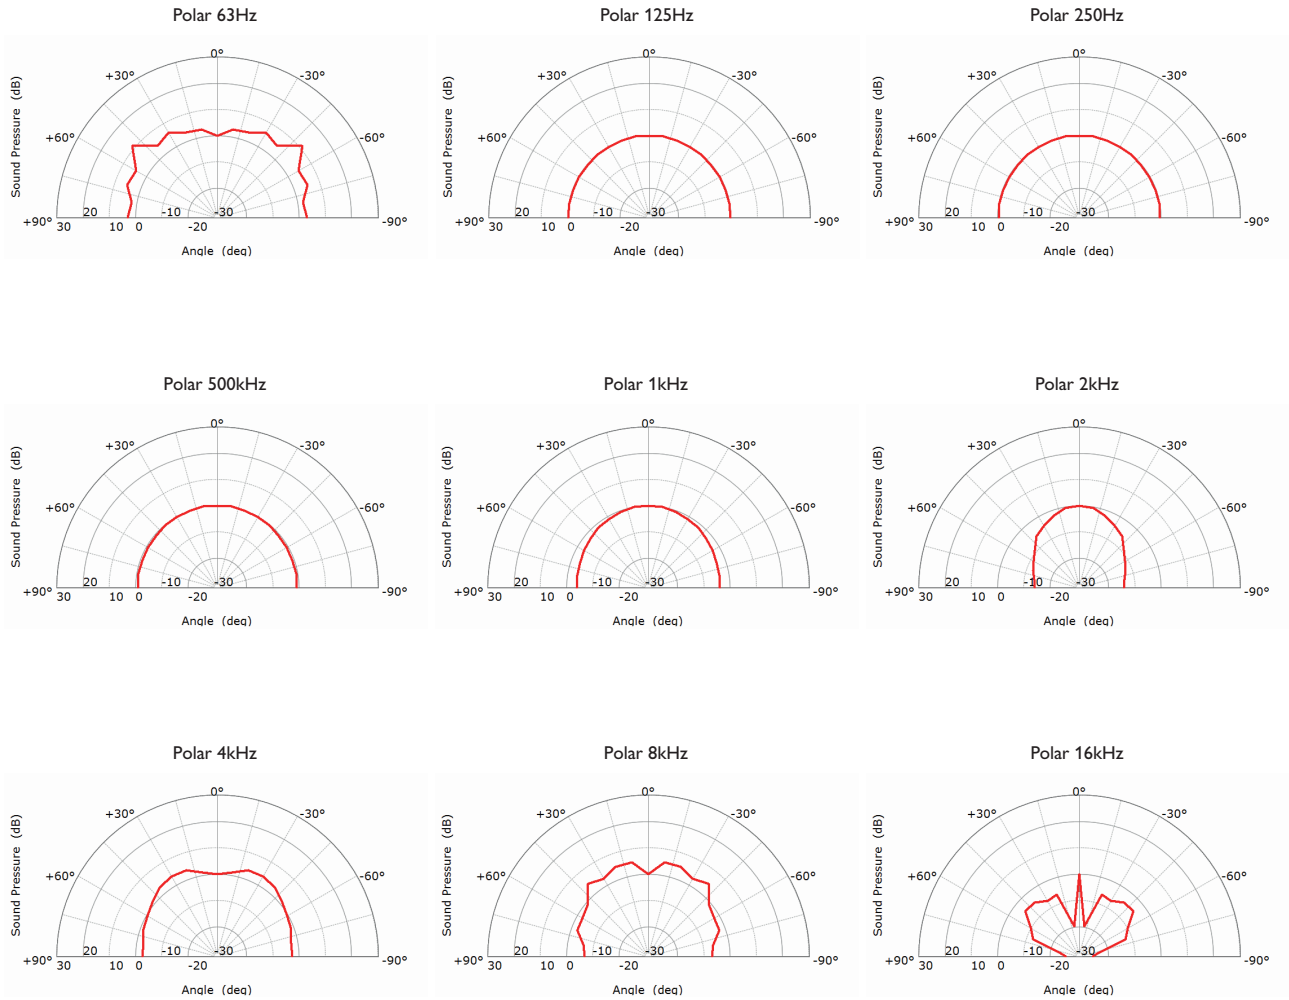 Polar 63Hz
0°
+30° -30°
+60° -60°
Sound Pressure (dB)
+90° 20 -10 -30 -90°
30 10 0 -20
Angle (deg)
Polar 125Hz
0°
+30° -30°
+60° -60°
Sound Pressure (dB)
+90° 20 -10 -30 -90°
30 10 0 -20
Angle (deg)
Polar 250Hz
0°
+30° -30°
+60° -60°
Sound Pressure (dB)
+90° 20 -10 -30 -90°
30 10 0 -20
Angle (deg)
Polar 500kHz
0°
+30° -30°
+60° -60°
Sound Pressure (dB)
+90° 20 -10 -30 -90°
30 10 0 -20
Angle (deg)
Polar 1kHz
0°
+30° -30°
+60° -60°
Sound Pressure (dB)
+90° 20 -10 -30 -90°
30 10 0 -20
Angle (deg)
Polar 2kHz
0°
+30° -30°
+60° -60°
Sound Pressure (dB)
+90° 20 -10 -30 -90°
30 10 0 -20
Angle (deg)
Polar 4kHz
0°
+30° -30°
+60° -60°
Sound Pressure (dB)
+90° 20 -10 -30 -90°
30 10 0 -20
Angle (deg)
Polar 8kHz
0°
+30° -30°
+60° -60°
Sound Pressure (dB)
+90° 20 -10 -30 -90°
30 10 0 -20
Angle (deg)
Polar 16kHz
0°
+30° -30°
+60° -60°
Sound Pressure (dB)
+90° 20 -10 -30 -90°
30 10 0 -20
Angle (deg)